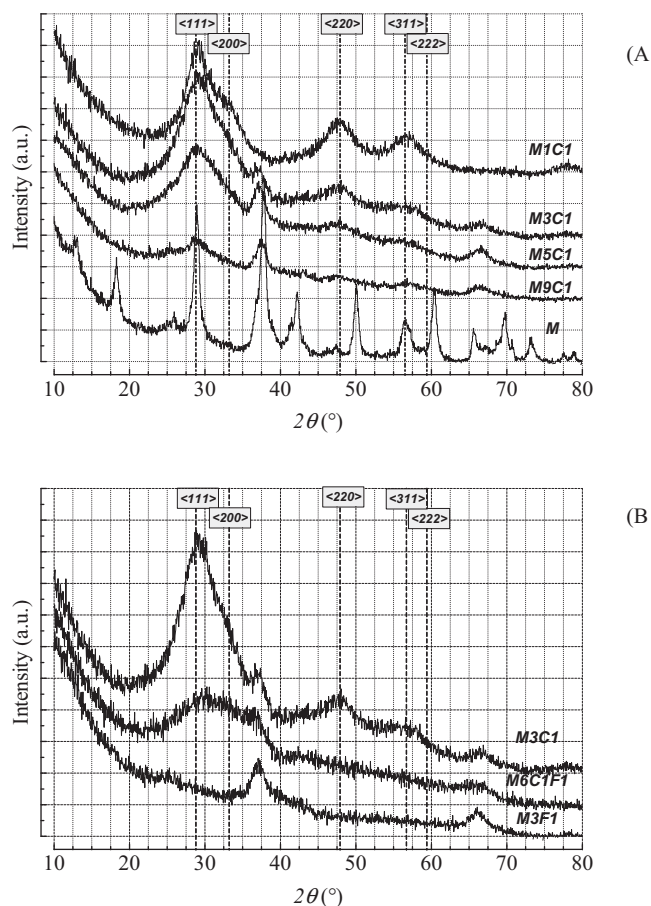 (A)
<111>
<220>
<311>
<200>
<222>
Intensity (a.u.)
M1C1
M3C1
M5C1
M9C1
M
10 20 30 40 50 60 70 80
2θ (°)
(B
<111>
<220>
<311>
<200>
<222>
Intensity (a.u.)
M3C1
M6C1F1
M3F1
10 20 30 40 50 60 70 80
2θ (°)